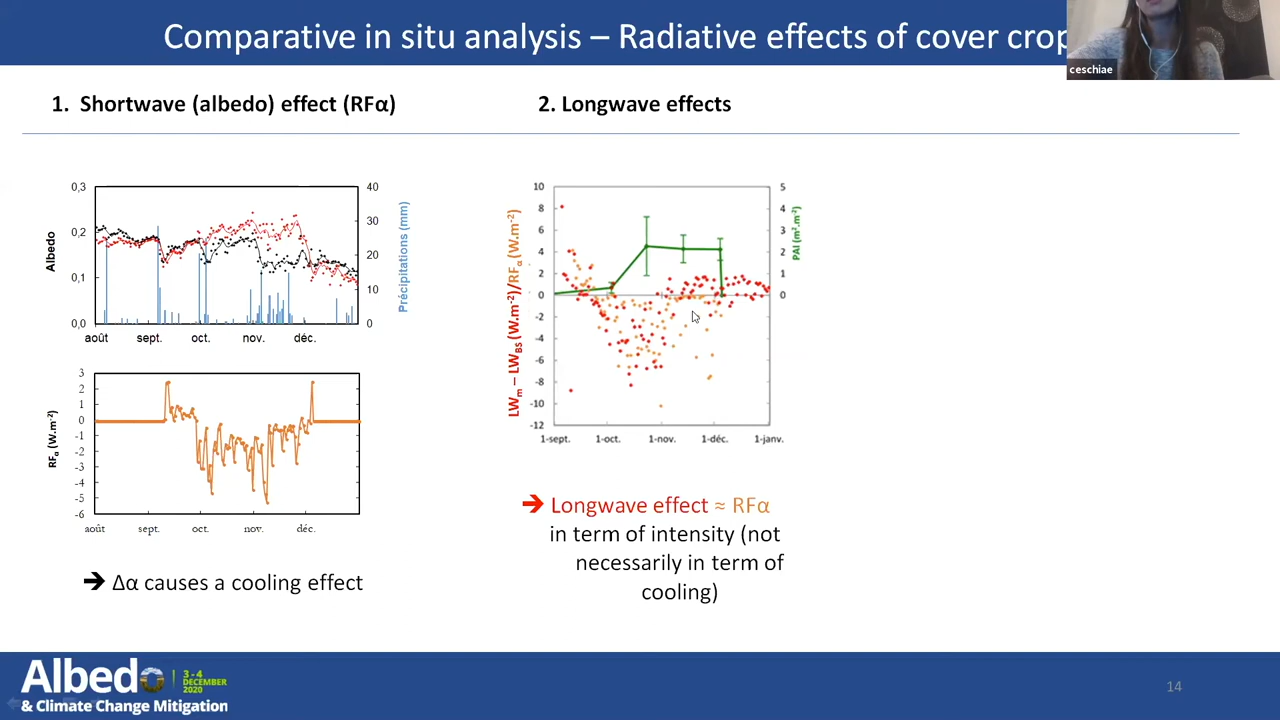 Comparative in situ analysis – Radiative effects of cover crop
ceschiae
1. Shortwave (albedo) effect (RFα)
2. Longwave effects
0,3
0,2
0,1
0,0
Albedo
40
30
20
10
0
Précipitations (mm)
août sept. oct. nov. déc.
3
2
1
0
-1
-2
-3
-4
-5
-6
RFα (W.m-2)
août sept. oct. nov. déc.
➔ Δα causes a cooling effect
10
8
6
4
2
0
-2
-4
-6
-8
-10
-12
LWm – LWBS (W.m-2)/RFα (W.m-2)
5
4
3
2
1
0
PAI (m2.m-2)
1-sept. 1-oct. 1-nov. 1-déc. 1-janv.
➔ Longwave effect ≈ RFα
in term of intensity (not
necessarily in term of
cooling)
Albedo
3-4
DECEMBER
2020
& Climate Change Mitigation
14